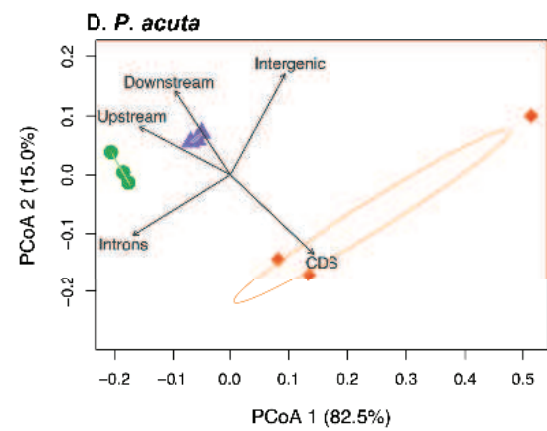 D. P. acuta
0.2
0.1
0.0
−0.1
−0.2
PCoA 2 (15.0%)
Intergenic
Downstream
Upstream
Introns
CDS
−0.2 −0.1 0.0 0.1 0.2 0.3 0.4 0.5
PCoA 1 (82.5%)